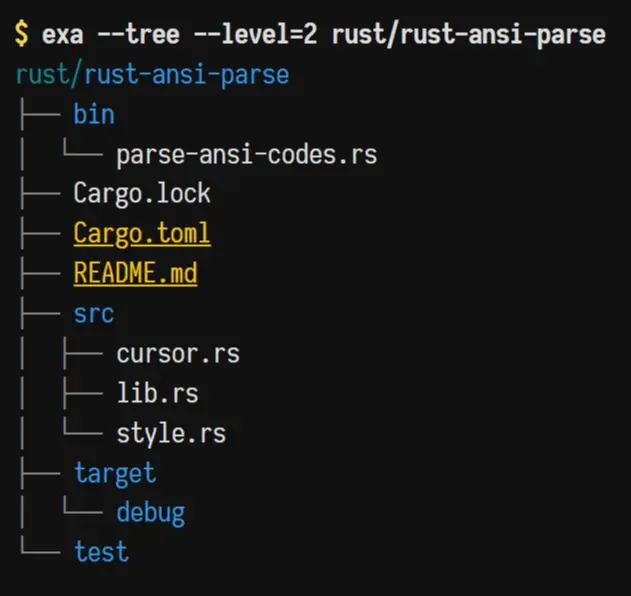 $ exa --tree --level=2 rust/rust-ansi-parse
rust/rust-ansi-parse
├── bin
│  └── parse-ansi-codes.rs
├── Cargo.lock
├── Cargo.toml
├── README.md
├── src
│  ├── cursor.rs
│  ├── lib.rs
│  └── style.rs
├── target
│  └── debug
└── test